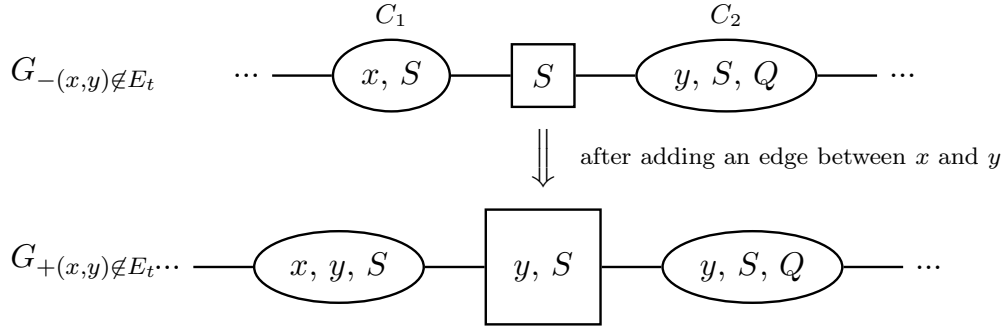 C₁ C₂
G₋₍ₓ,y₎∉Eₜ ··· x, S S y, S, Q ···
after adding an edge between x and y
G₊₍ₓ,y₎∉Eₜ ··· x, y, S y, S y, S, Q ···